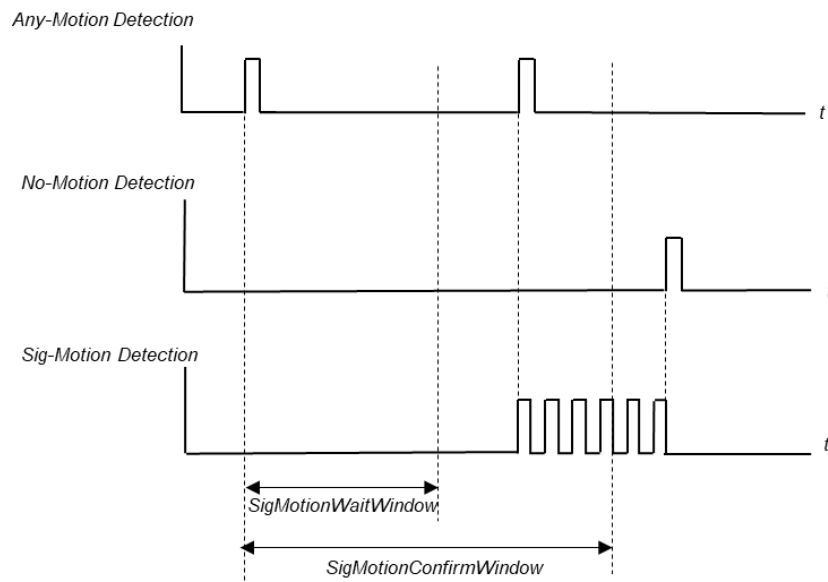 Any-Motion Detection
t
No-Motion Detection
Sig-Motion Detection
t
SigMotionWaitWindow
SigMotionConfirmWindow